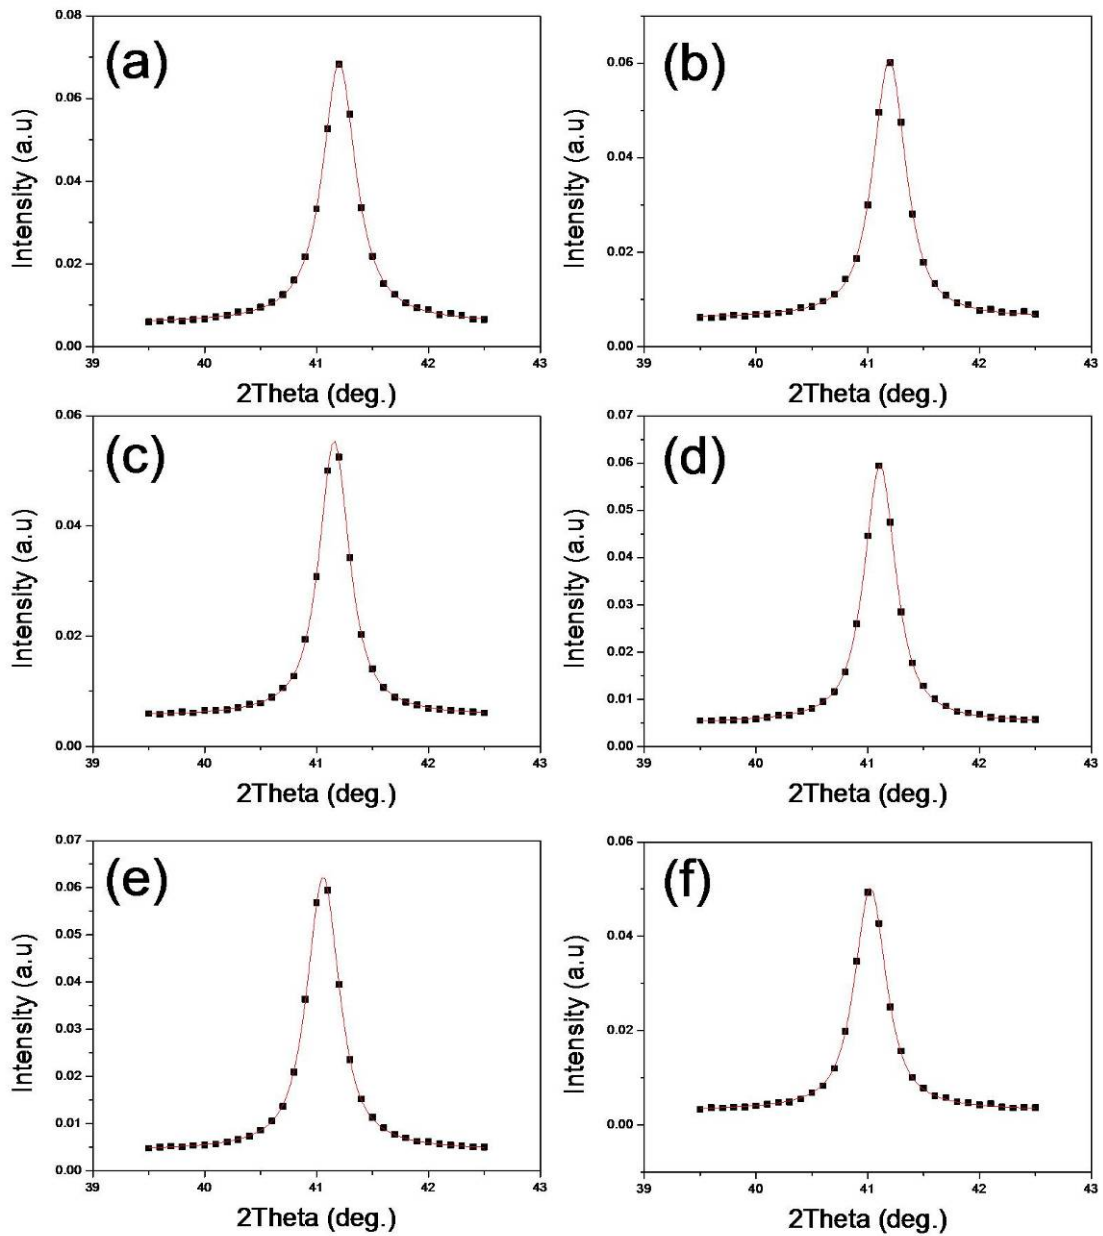 (a)
0.08
0.06
0.04
0.02
0.00
Intensity (a.u)
39 40 41 42 43
2Theta (deg.)
(b)
0.06
0.04
0.02
0.00
Intensity (a.u)
39 40 41 42 43
2Theta (deg.)
(c)
0.06
0.04
0.02
0.00
Intensity (a.u)
39 40 41 42 43
2Theta (deg.)
(d)
0.07
0.06
0.05
0.04
0.03
0.02
0.01
0.00
Intensity (a.u)
39 40 41 42 43
2Theta (deg.)
(e)
0.07
0.06
0.05
0.04
0.03
0.02
0.01
0.00
Intensity (a.u)
39 40 41 42 43
2Theta (deg.)
(f)
0.06
0.04
0.02
0.00
Intensity (a.u)
39 40 41 42 43
2Theta (deg.)